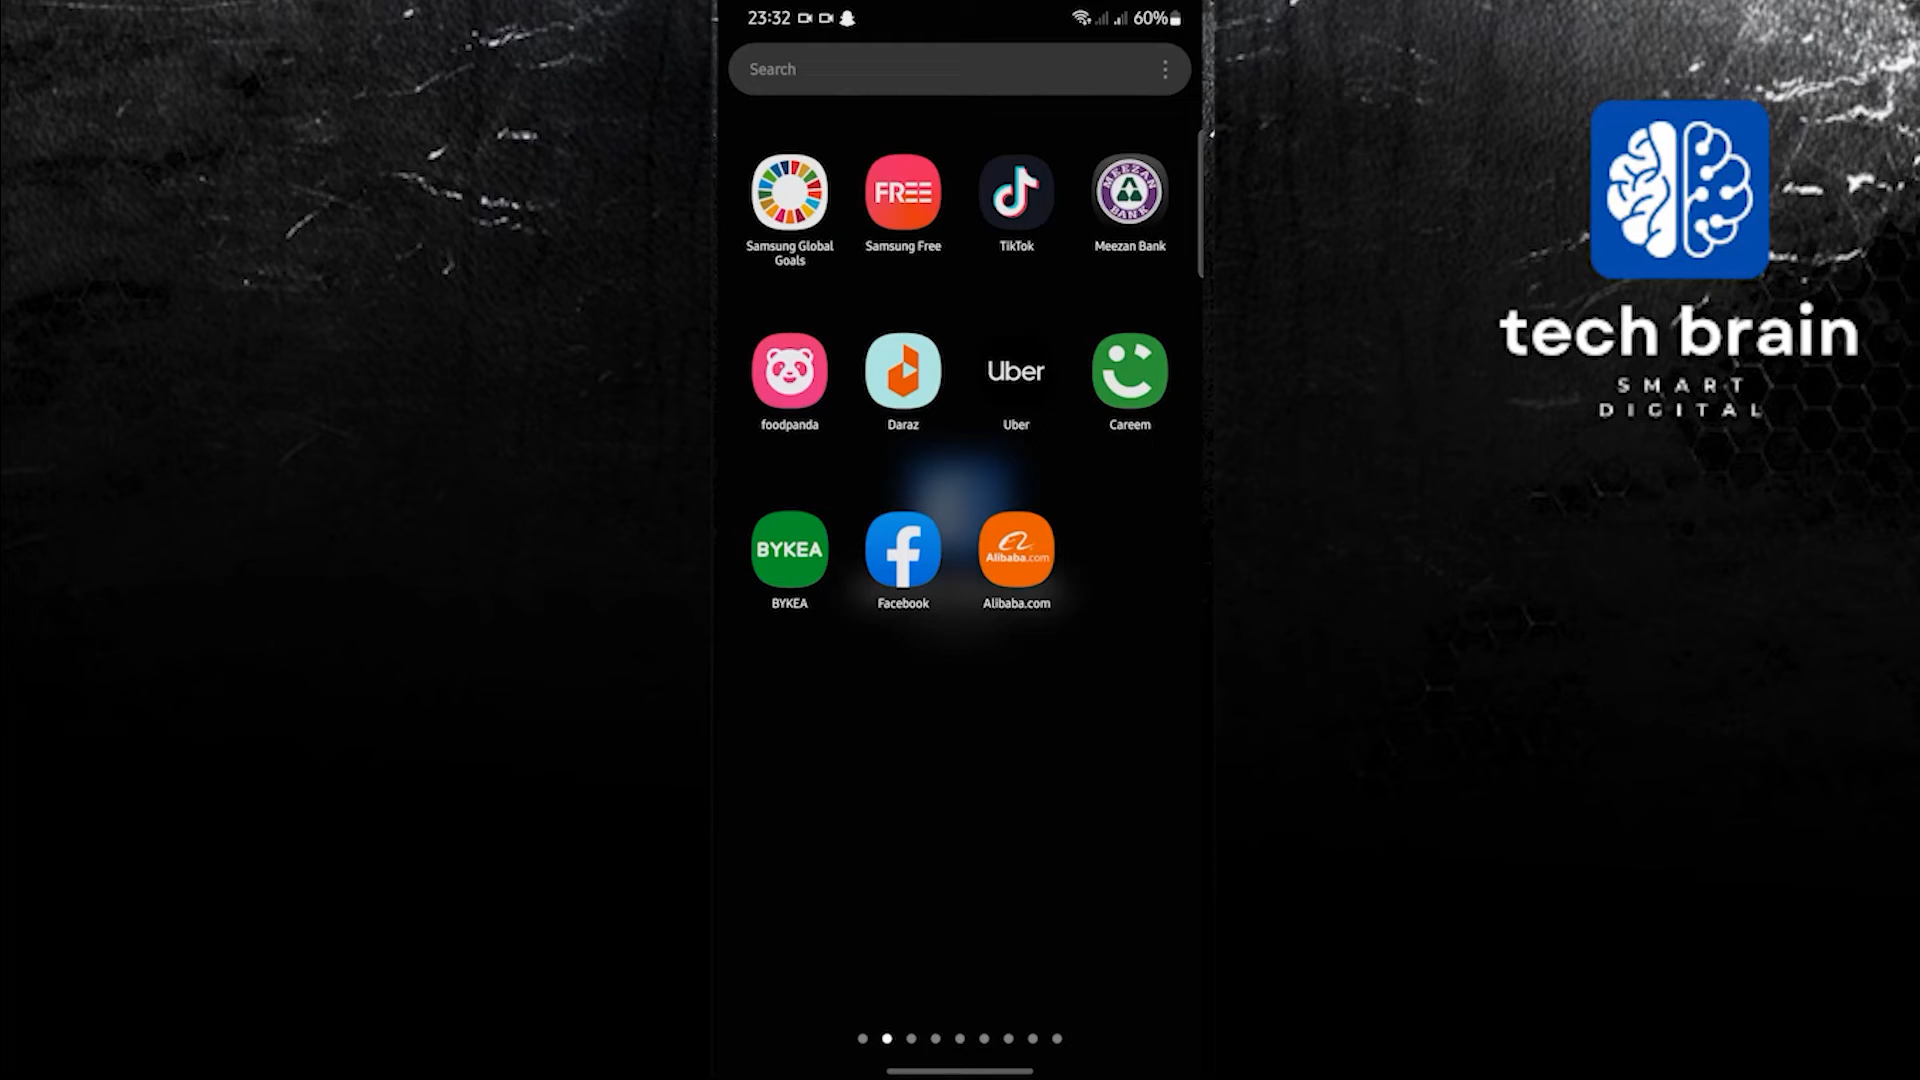 23:32
60%
Search
FREE
MEEZAN
BANK
Samsung Global
Goals
Samsung Free
TikTok
Meezan Bank
Uber
foodpanda
Daraz
Uber
Careem
BYKEA
Alibaba.com
BYKEA
Facebook
Alibaba.com
tech brain
SMART
DIGITAL